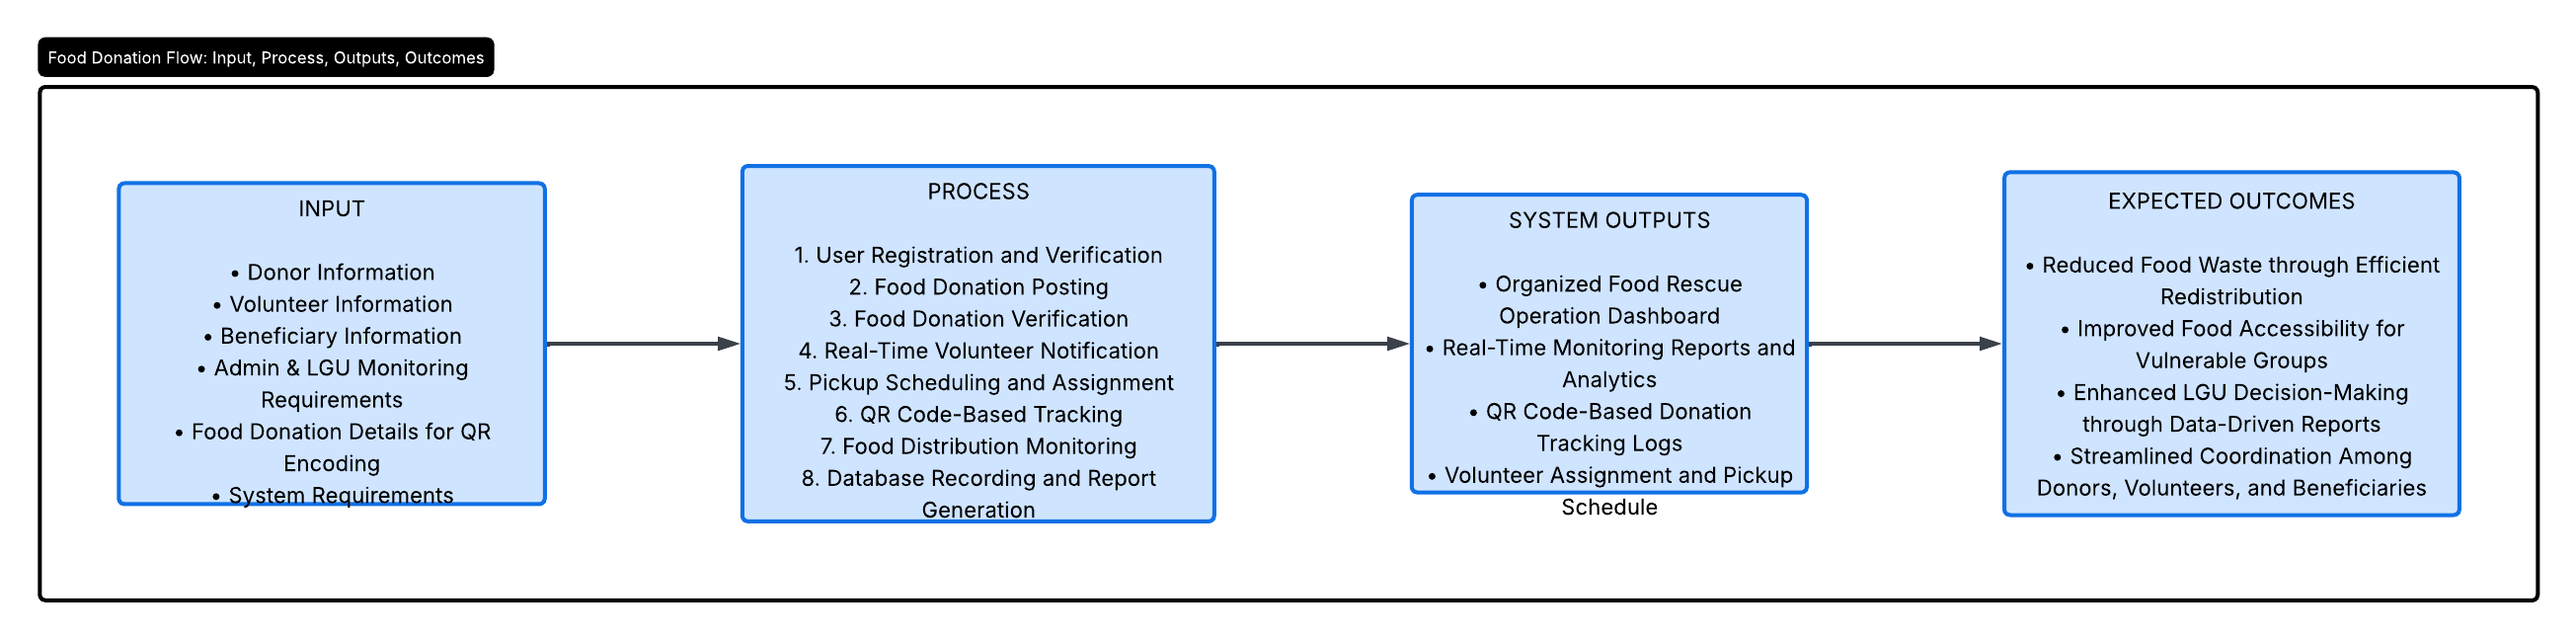 Food Donation Flow: Input, Process, Outputs, Outcomes
INPUT
• Donor Information
• Volunteer Information
• Beneficiary Information
• Admin & LGU Monitoring
Requirements
• Food Donation Details for QR
Encoding
• System Requirements
PROCESS
1. User Registration and Verification
2. Food Donation Posting
3. Food Donation Verification
4. Real-Time Volunteer Notification
5. Pickup Scheduling and Assignment
6. QR Code-Based Tracking
7. Food Distribution Monitoring
8. Database Recording and Report
Generation
SYSTEM OUTPUTS
• Organized Food Rescue
Operation Dashboard
• Real-Time Monitoring Reports and
Analytics
• QR Code-Based Donation
Tracking Logs
• Volunteer Assignment and Pickup
Schedule
EXPECTED OUTCOMES
• Reduced Food Waste through Efficient
Redistribution
• Improved Food Accessibility for
Vulnerable Groups
• Enhanced LGU Decision-Making
through Data-Driven Reports
• Streamlined Coordination Among
Donors, Volunteers, and Beneficiaries